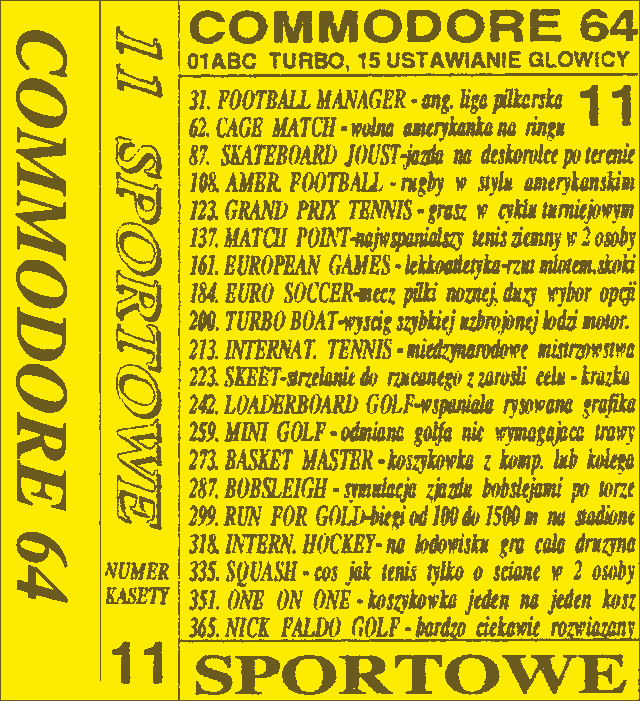 COMMODORE 64
11 SPORTOWE
NUMER
KASETY
11
COMMODORE 64
01ABC TURBO, 15 USTAWIANIE GLOWICY
11
31. FOOTBALL MANAGER - ang. liga pilkarska
62. CAGE MATCH - wolna amerykanka na ringu
87. SKATEBOARD JOUST-jazda na deskorolce po terenie
108. AMER. FOOTBALL - rugby w stylu amerykanskim
123. GRAND PRIX TENNIS - grasz w cyklu turniejowym
137. MATCH POINT-najwspanialszy tenis ziemny w 2 osoby
161. EUROPEAN GAMES - lekkoatletyka-rzut mlotem,skoki
184. EURO SOCCER-mecz pilki noznej, duzy wybor opcji
200. TURBO BOAT-wyscig szybkiej uzbrojonej lodzi motor.
213. INTERNAT. TENNIS - miedzynarodowe mistrzowstwa
223. SKEET-strzelanie do rzucanego z zarosli celu - krazka
242. LOADERBOARD GOLF-wspaniala rysowana grafika
259. MINI GOLF - odmiana golfa nie wymagajaca trawy
273. BASKET MASTER - koszykowka z komp. lub kolega
287. BOBSLEIGH - symulacja zjazdu bobslejami po torze
299. RUN FOR GOLD-biegi od 100 do 1500 m na stadione
318. INTERN. HOCKEY- na lodowisku gra cala druzyna
335. SQUASH - cos jak tenis tylko o sciane w 2 osoby
351. ONE ON ONE - koszykowka jeden na jeden kosz
365. NICK FALDO GOLF - bardzo ciekawie rozwiazany
SPORTOWE